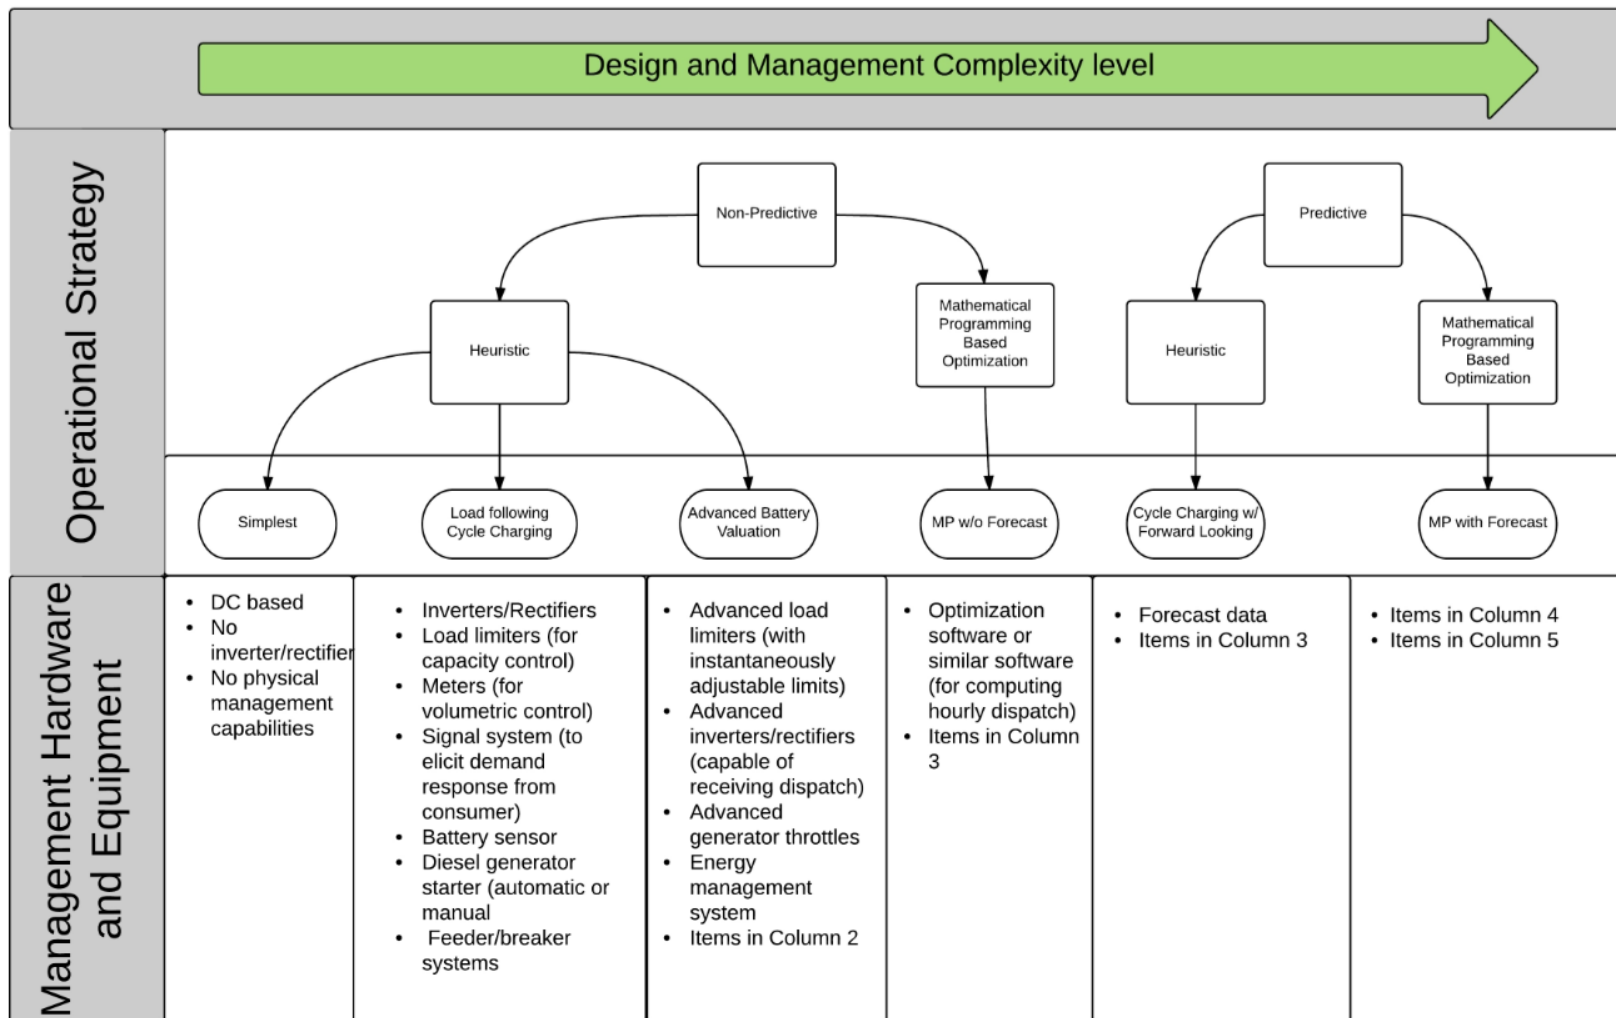 Design and Management Complexity level
Operational Strategy
Non-Predictive
Predictive
Heuristic
Mathematical
Programming
Based
Optimization
Heuristic
Mathematical
Programming
Based
Optimization
Simplest
Load following
Cycle Charging
Advanced Battery
Valuation
MP w/o Forecast
Cycle Charging w/
Forward Looking
MP with Forecast
Management Hardware
and Equipment
• DC based
• No
inverter/rectifier
• No physical
management
capabilities
• Inverters/Rectifiers
• Load limiters (for
capacity control)
• Meters (for
volumetric control)
• Signal system (to
elicit demand
response from
consumer)
• Battery sensor
• Diesel generator
starter (automatic or
manual
• Feeder/breaker
systems
• Advanced load
limiters (with
instantaneously
adjustable limits)
• Advanced
inverters/rectifiers
(capable of
receiving dispatch)
• Advanced
generator throttles
• Energy
management
system
• Items in Column 2
• Optimization
software or
similar software
(for computing
hourly dispatch)
• Items in Column
3
• Forecast data
• Items in Column 3
• Items in Column 4
• Items in Column 5